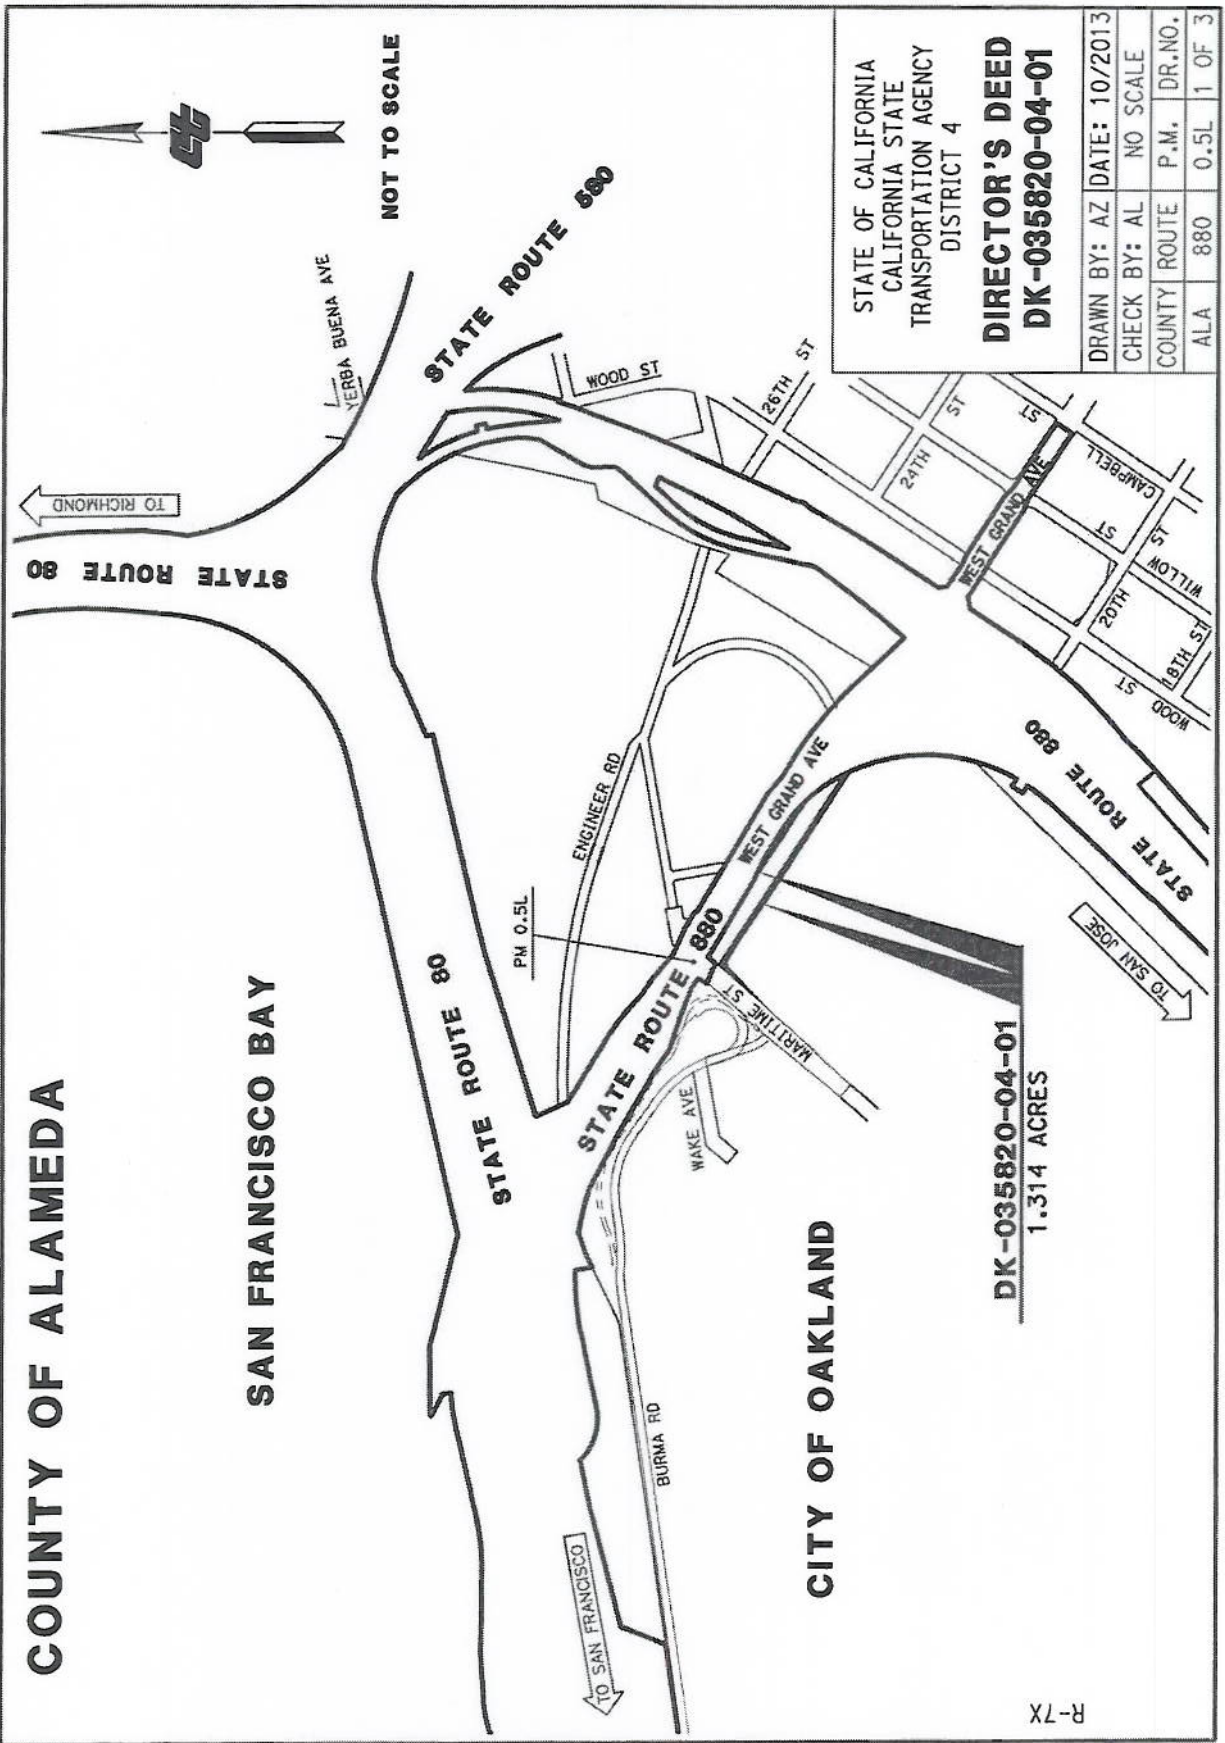 COUNTY OF ALAMEDA
SAN FRANCISCO BAY
CITY OF OAKLAND
NOT TO SCALE
TO RICHMOND
STATE ROUTE 80
YERBA BUENA AVE
STATE ROUTE 580
STATE ROUTE 80
PM 0.5L
ENGINEER RD
WOOD ST
26TH ST
24TH ST
ST
CAMPBELL
WEST GRAND AVE
WEST GRAND AVE
STATE ROUTE 880
MARITIME ST
WAKE AVE
BURMA RD
TO SAN FRANCISCO
20TH ST
WILLOW ST
18TH ST
WOOD ST
STATE ROUTE 880
TO SAN JOSE
DK-035820-04-01
1.314 ACRES
R-7X
STATE OF CALIFORNIA
CALIFORNIA STATE
TRANSPORTATION AGENCY
DISTRICT 4
DIRECTOR'S DEED
DK-035820-04-01
DRAWN BY: AZ DATE: 10/2013
CHECK BY: AL NO SCALE
COUNTY ROUTE P.M. DR.NO.
ALA 880 0.5L 1 OF 3